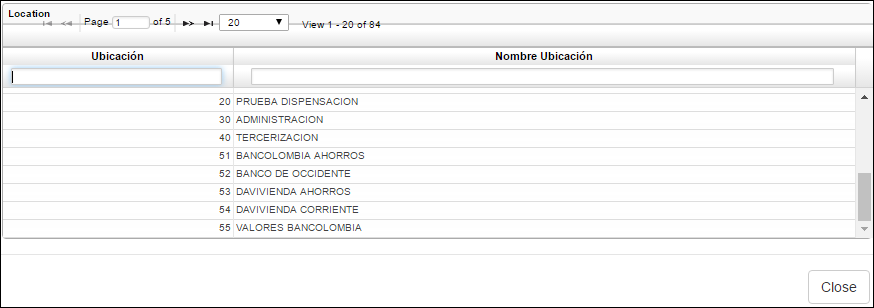 Location
Page 1 of 5 20 View 1 - 20 of 84
Ubicación Nombre Ubicación
20 PRUEBA DISPENSACION
30 ADMINISTRACION
40 TERCERIZACION
51 BANCOLOMBIA AHORROS
52 BANCO DE OCCIDENTE
53 DAVIVIENDA AHORROS
54 DAVIVIENDA CORRIENTE
55 VALORES BANCOLOMBIA
Close